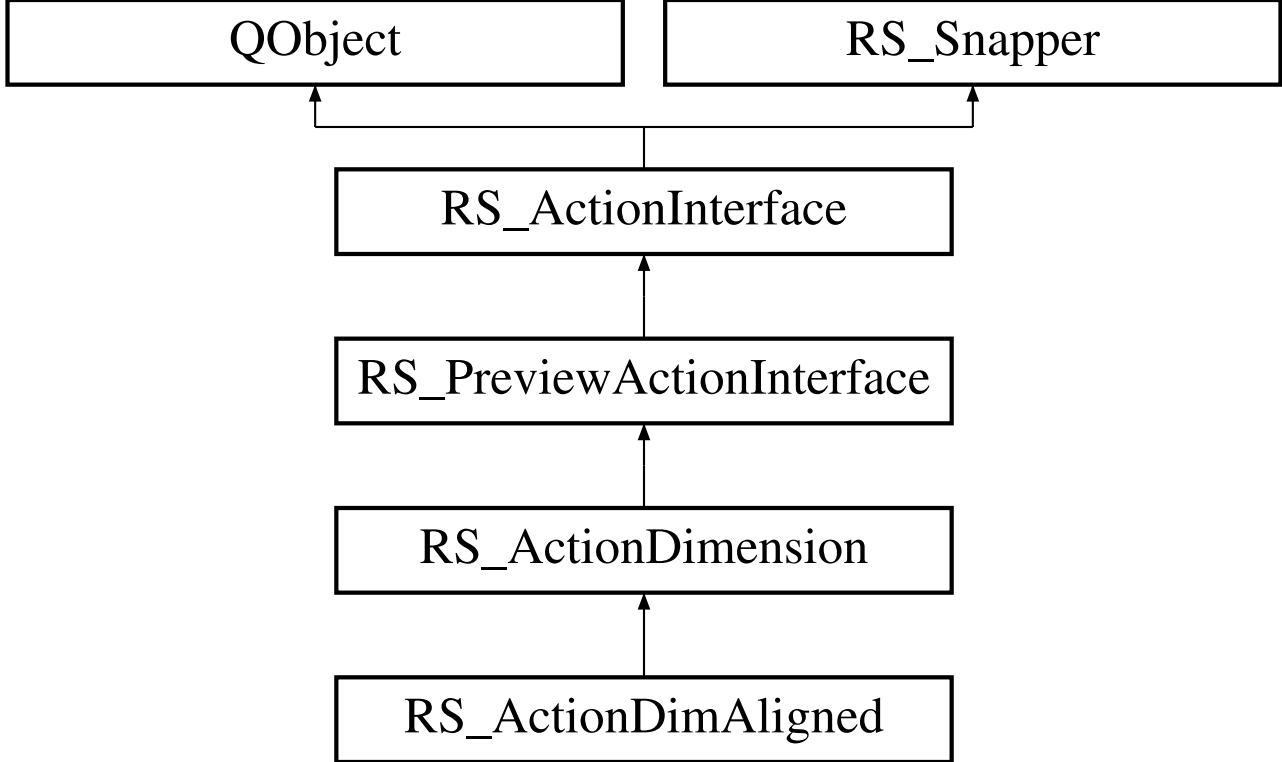 QObject
RS_Snapper
RS_ActionInterface
RS_PreviewActionInterface
RS_ActionDimension
RS_ActionDimAligned